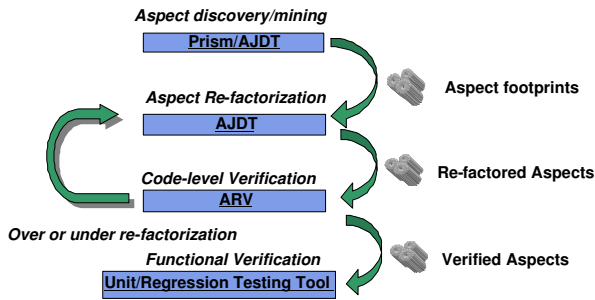 Aspect discovery/mining
Prism/AJDT
Aspect footprints
Aspect Re-factorization
AJDT
Re-factored Aspects
Code-level Verification
ARV
Over or under re-factorization
Verified Aspects
Functional Verification
Unit/Regression Testing Tool